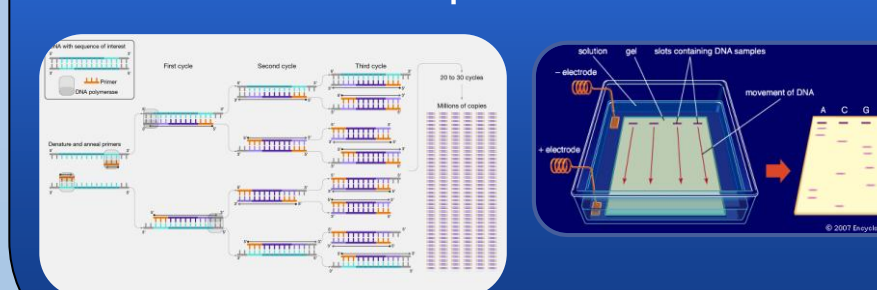 DNA with sequence of interest
Primer
DNA polymerase
First cycle
Second cycle
Third cycle
20 to 30 cycles
Millions of copies
Denature and anneal primers
solution
gel
slots containing DNA samples
− electrode
movement of DNA
+ electrode
A C G
© 2007 Encycl